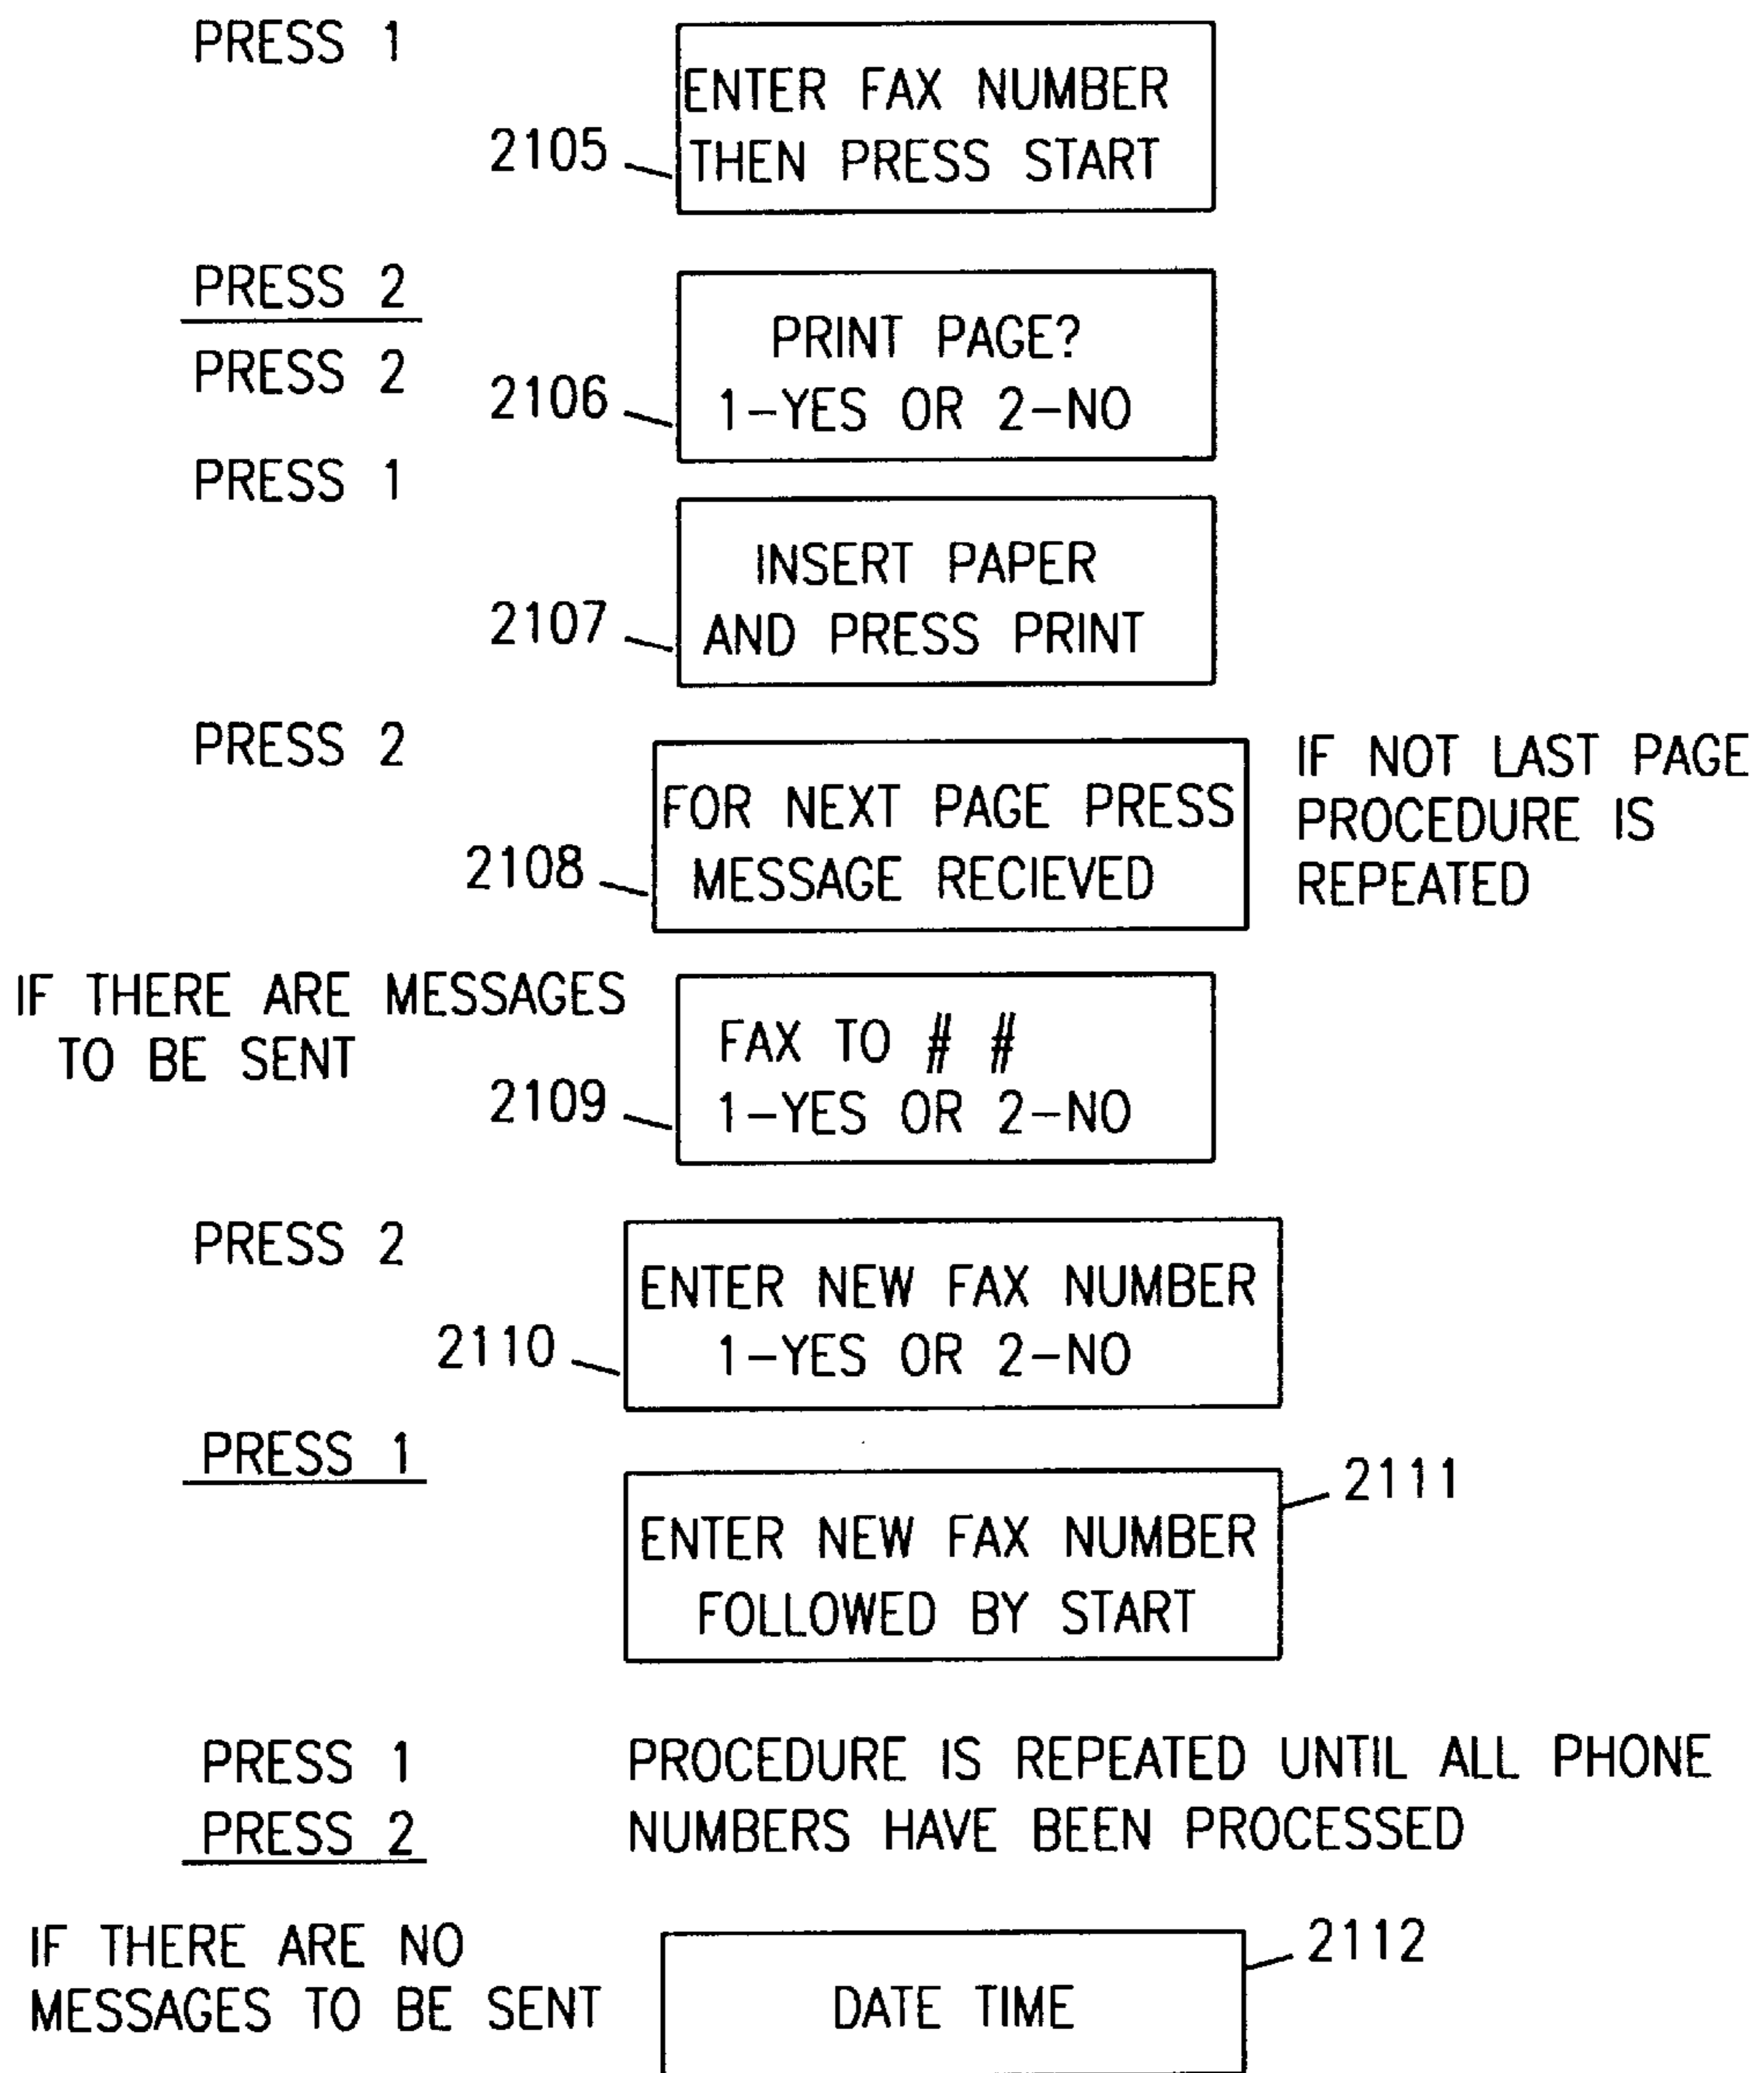 PRESS 1
ENTER FAX NUMBER
THEN PRESS START
2105
PRESS 2
PRESS 2
PRINT PAGE?
1-YES OR 2-NO
2106
PRESS 1
INSERT PAPER
AND PRESS PRINT
2107
PRESS 2
FOR NEXT PAGE PRESS
MESSAGE RECIEVED
2108
IF NOT LAST PAGE
PROCEDURE IS
REPEATED
IF THERE ARE MESSAGES
TO BE SENT
FAX TO # #
1-YES OR 2-NO
2109
PRESS 2
ENTER NEW FAX NUMBER
1-YES OR 2-NO
2110
PRESS 1
ENTER NEW FAX NUMBER
FOLLOWED BY START
2111
PRESS 1
PRESS 2
PROCEDURE IS REPEATED UNTIL ALL PHONE
NUMBERS HAVE BEEN PROCESSED
IF THERE ARE NO
MESSAGES TO BE SENT
DATE TIME
2112